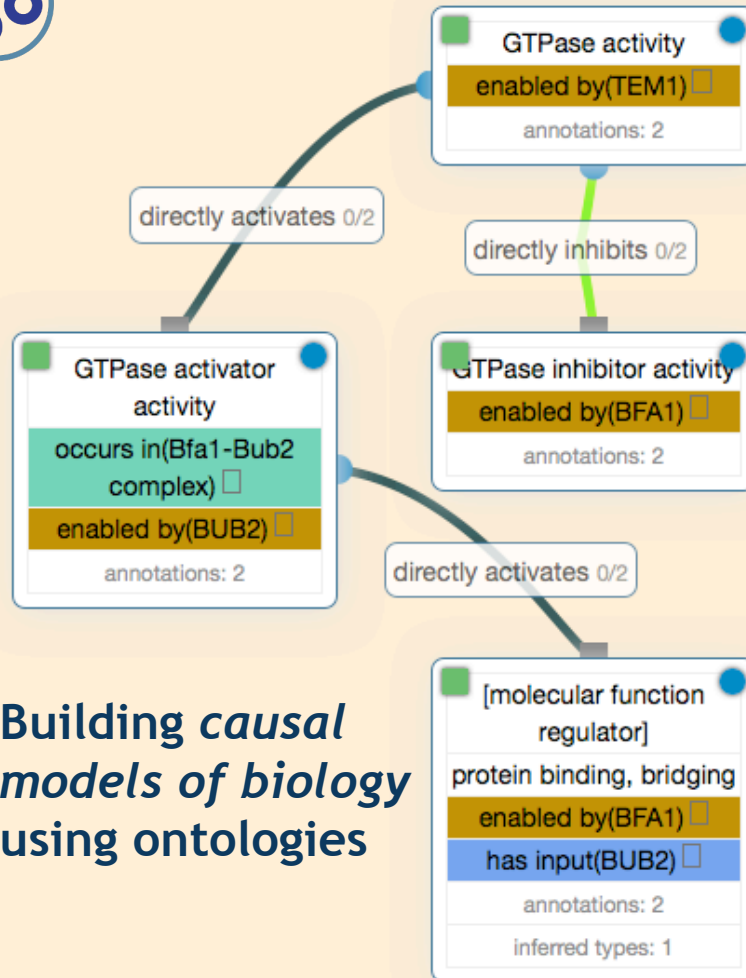 GTPase activity
enabled by(TEM1)
annotations: 2
directly activates 0/2
directly inhibits 0/2
GTPase activator
activity
occurs in(Bfa1-Bub2
complex)
enabled by(BUB2)
annotations: 2
GTPase inhibitor activity
enabled by(BFA1)
annotations: 2
directly activates 0/2
[molecular function
regulator]
protein binding, bridging
enabled by(BFA1)
has input(BUB2)
annotations: 2
inferred types: 1
Building causal
models of biology
using ontologies